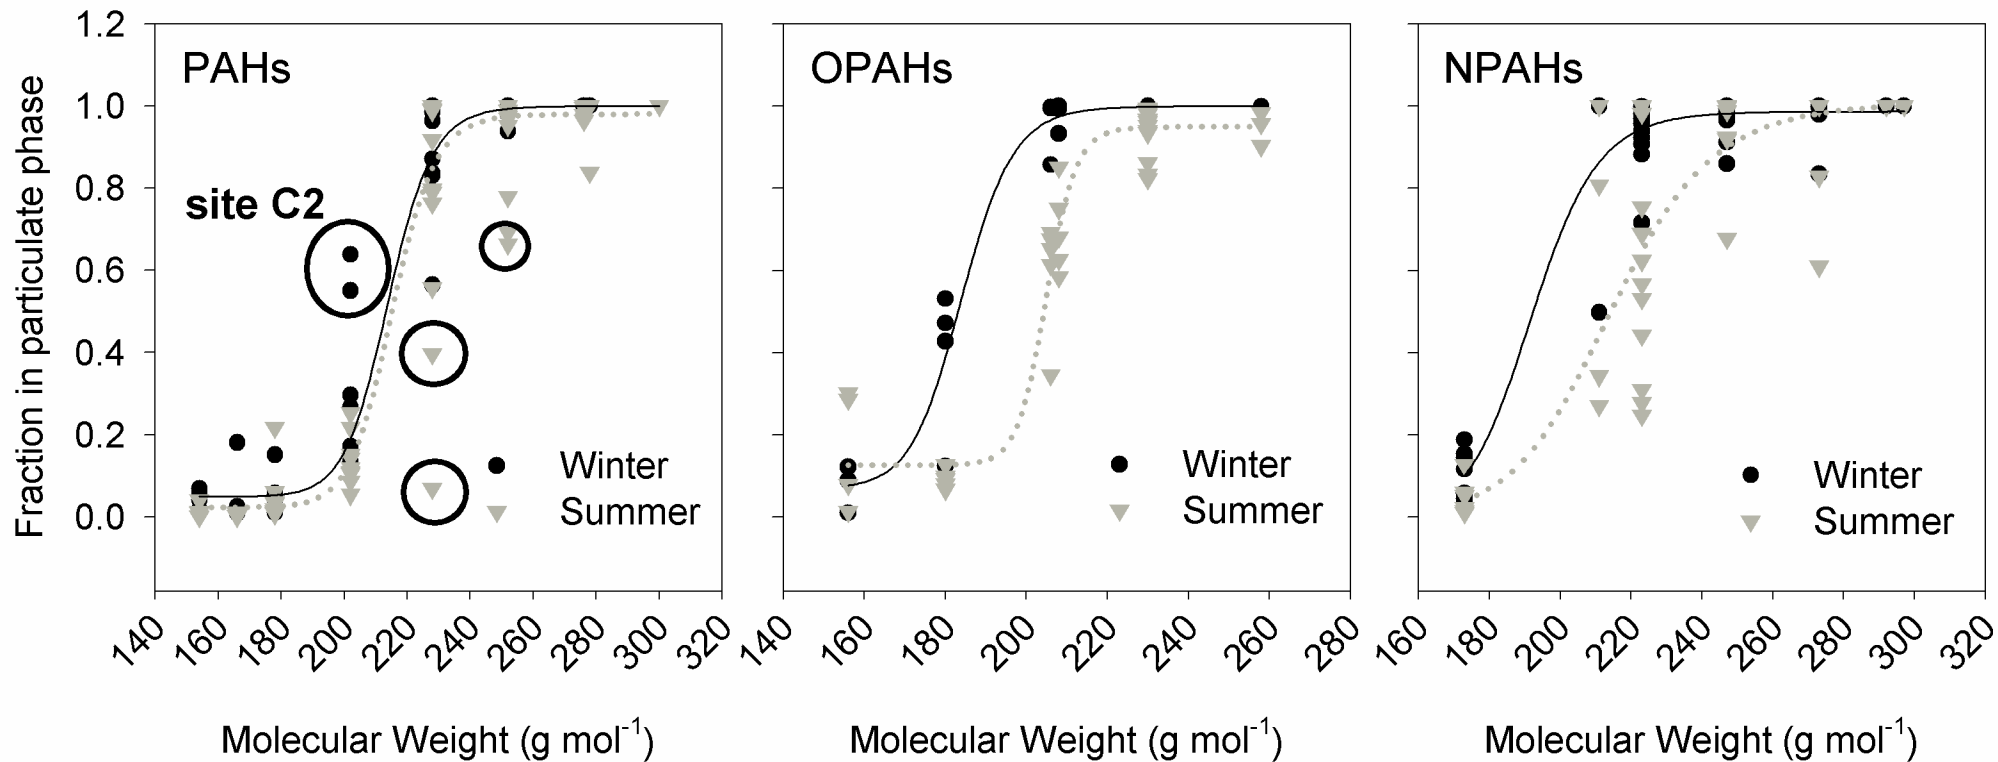 Fraction in particulate phase
1.2
1.0
0.8
0.6
0.4
0.2
0.0
PAHs
site C2
Winter
Summer
140 160 180 200 220 240 260 280 300 320
Molecular Weight (g mol⁻¹)
OPAHs
Winter
Summer
140 160 180 200 220 240 260 280
Molecular Weight (g mol⁻¹)
NPAHs
Winter
Summer
160 180 200 220 240 260 280 300 320
Molecular Weight (g mol⁻¹)